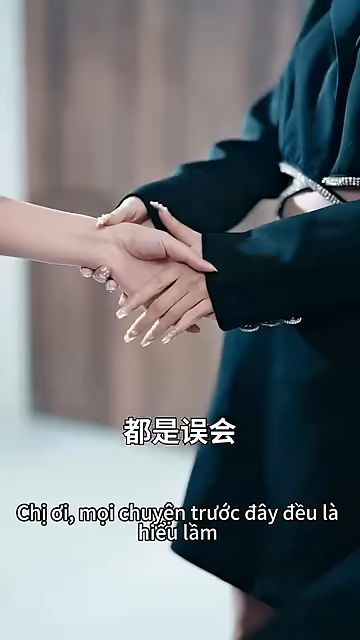 都是误会
Chị ơi, mọi chuyện trước đây đều là
hiểu lầm